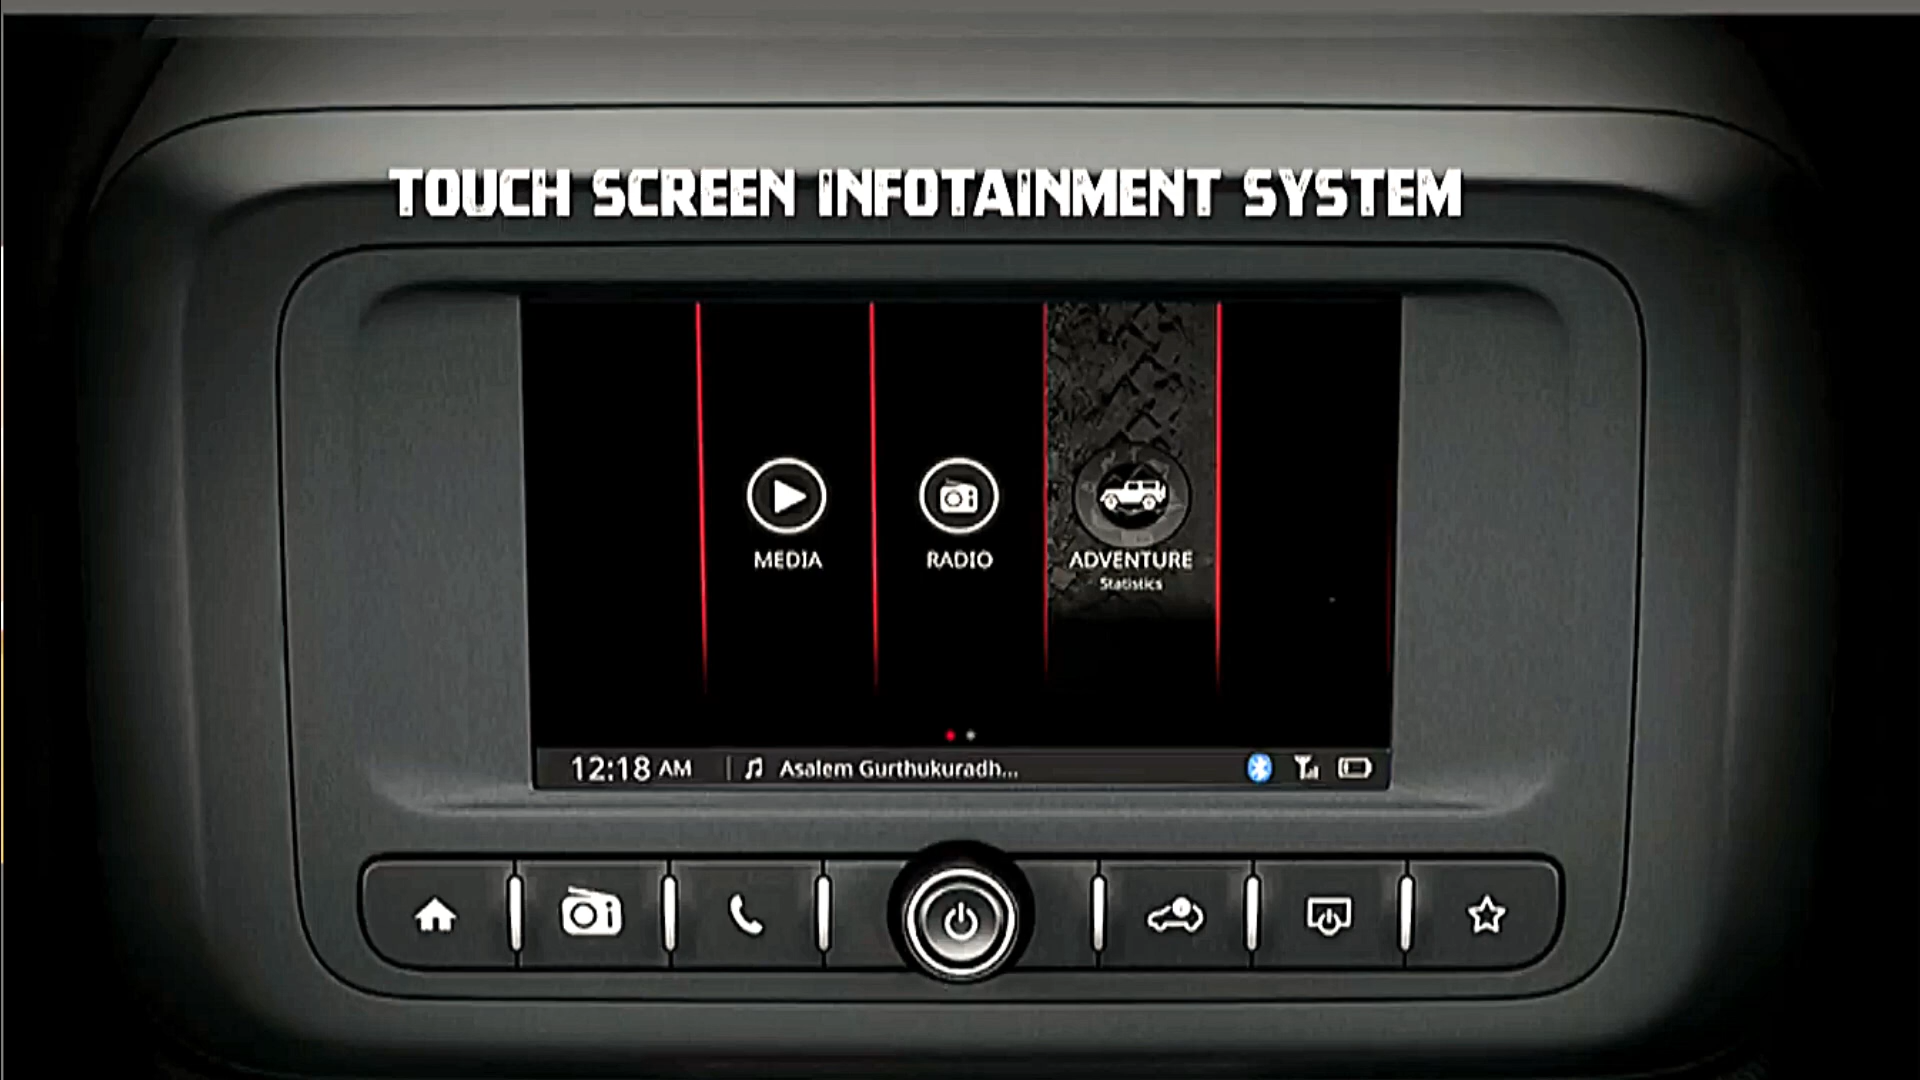 TOUCH SCREEN INFOTAINMENT SYSTEM
MEDIA
RADIO
ADVENTURE
Statistics
12:18 AM
Asalem Gurthukuradh...